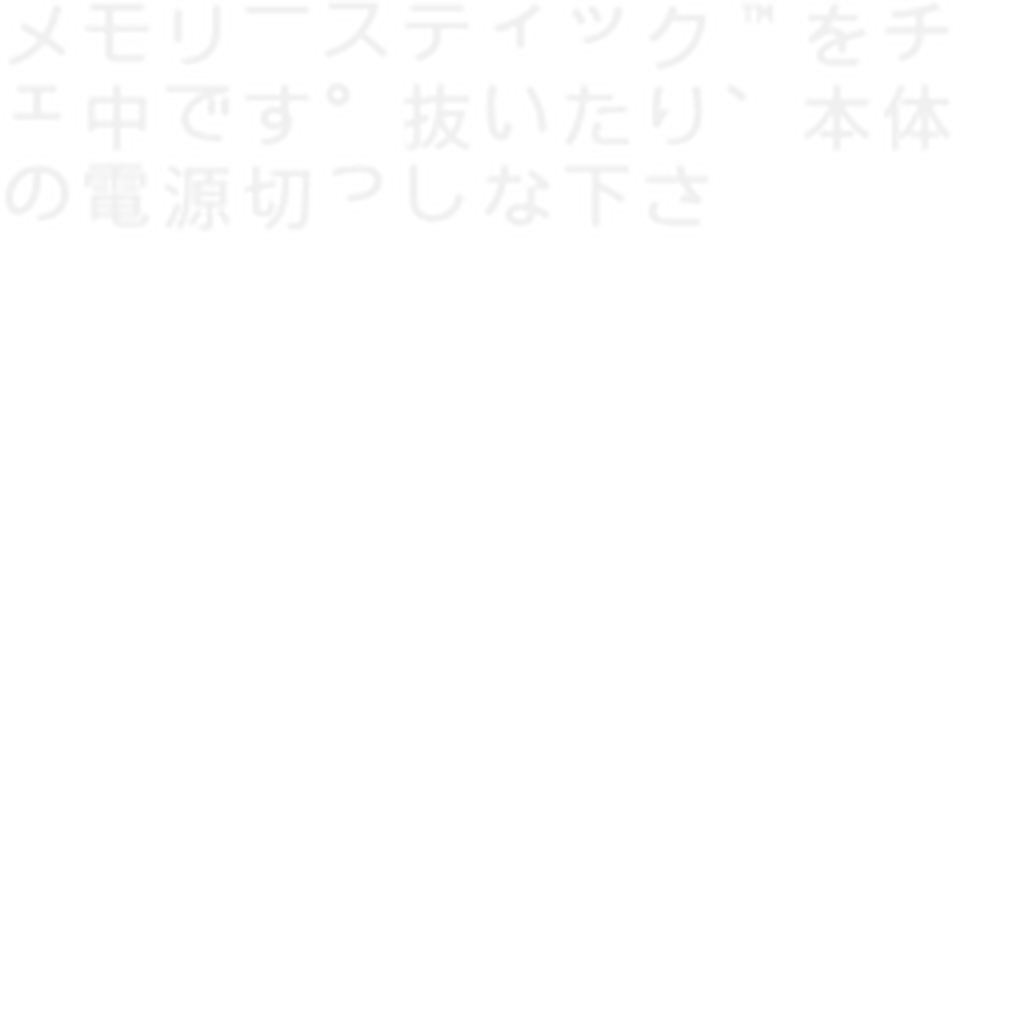 メモリースティック™をチ
ェ中です。抜いたり、本体
の電源切っしな下さ